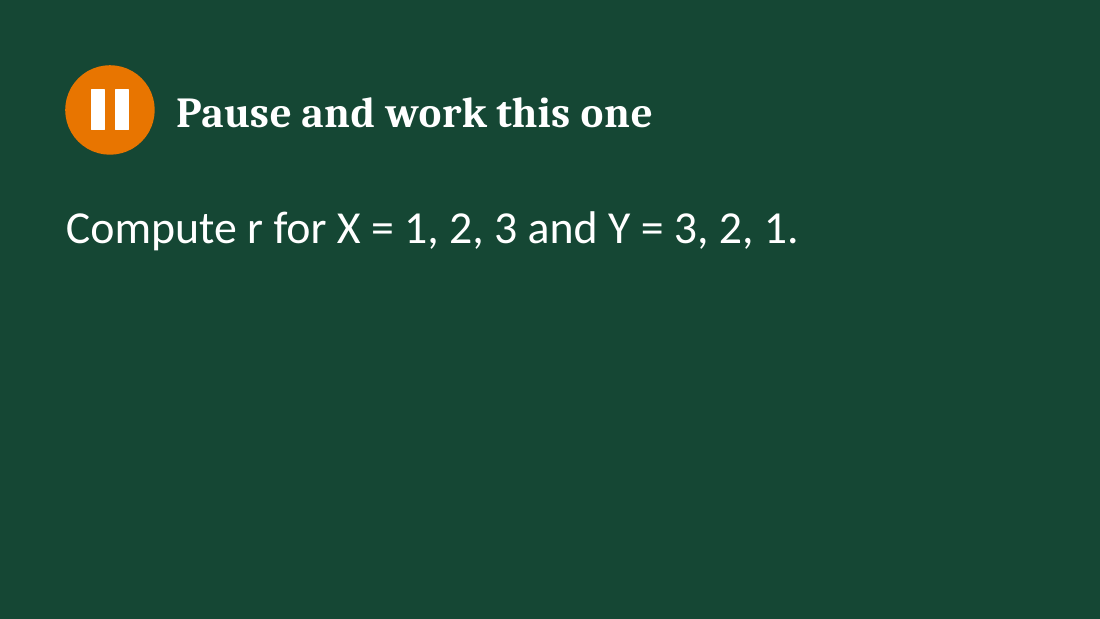 Pause and work this one
Compute r for X = 1, 2, 3 and Y = 3, 2, 1.